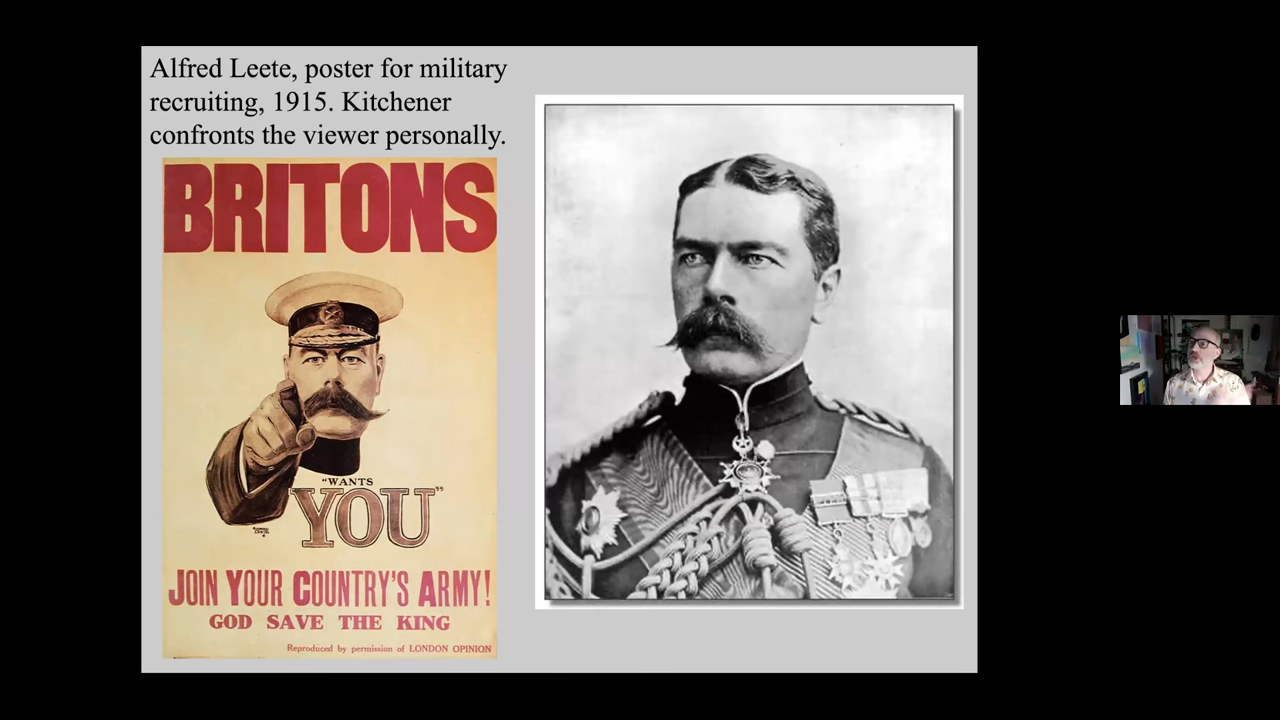 Alfred Leete, poster for military
recruiting, 1915. Kitchener
confronts the viewer personally.
BRITONS
"WANTS
YOU"
JOIN YOUR COUNTRY'S ARMY!
GOD SAVE THE KING
Reproduced by permission of LONDON OPINION